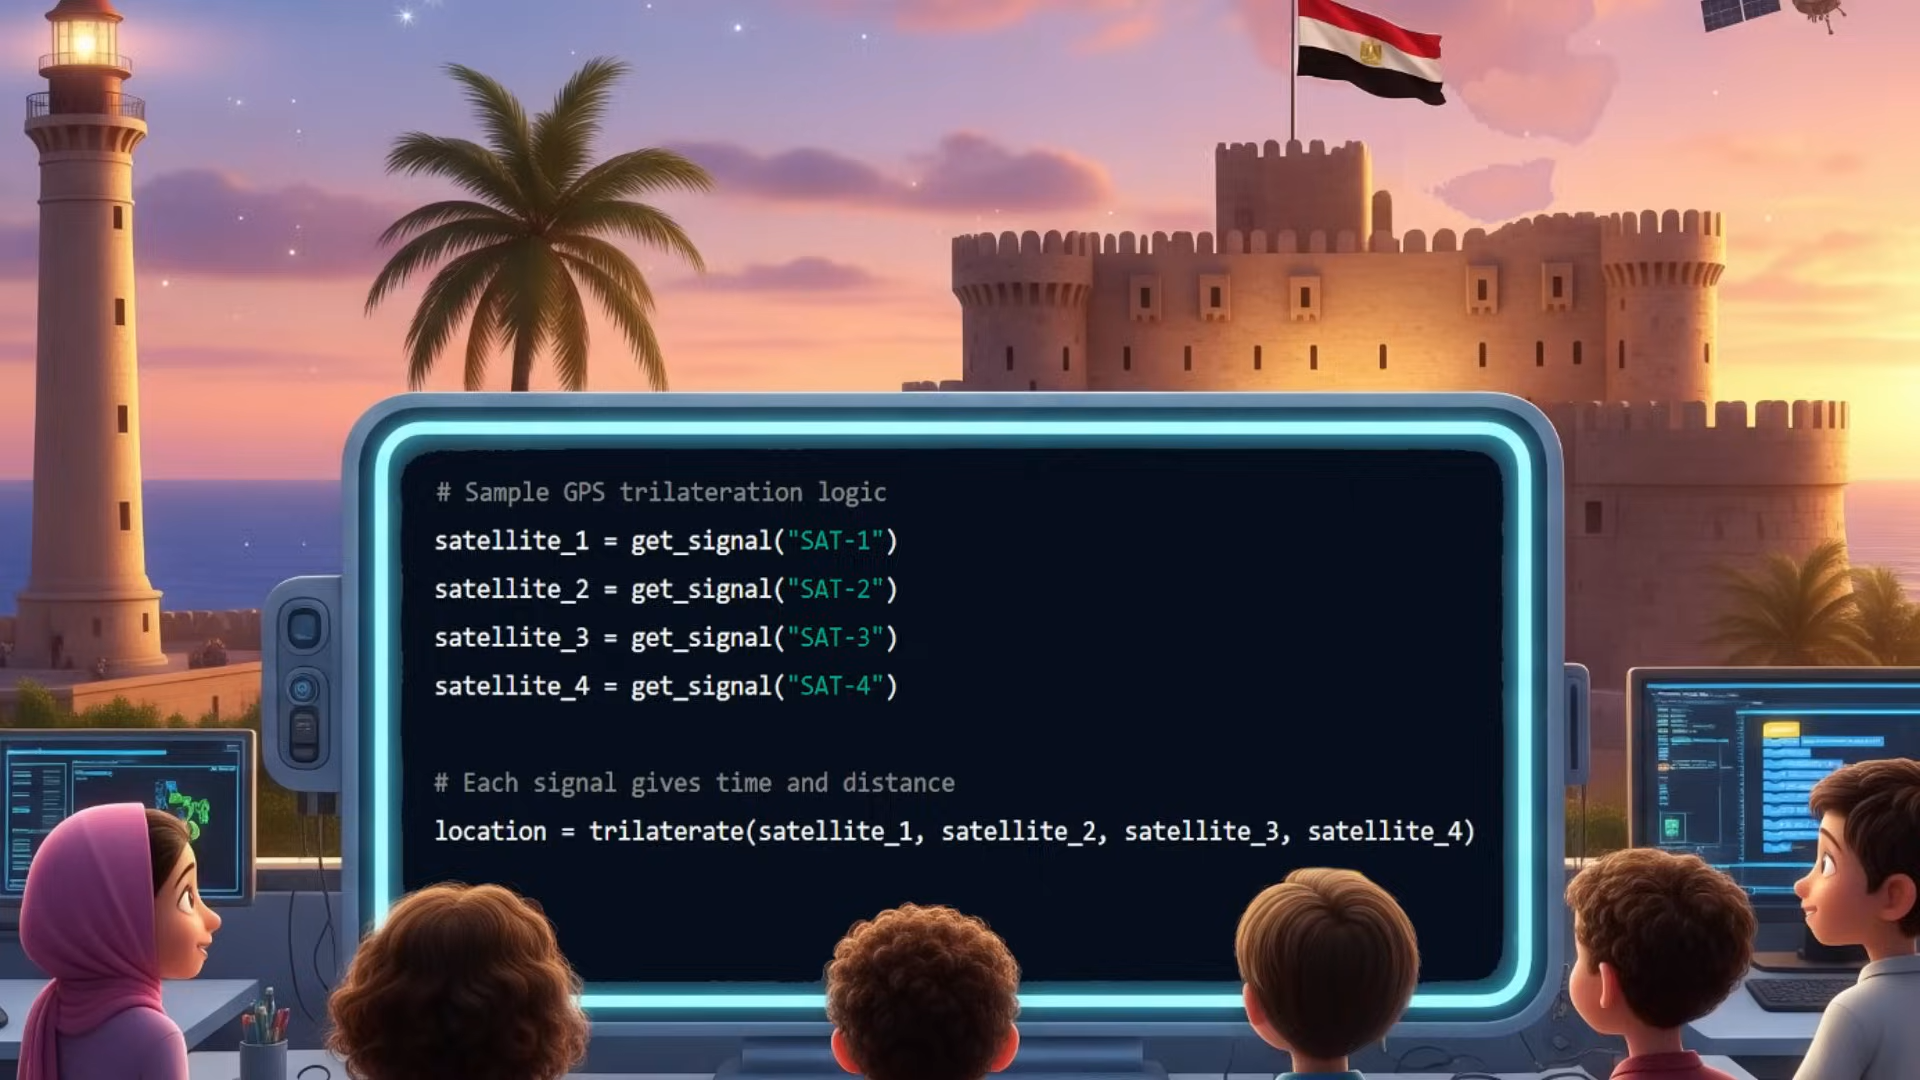 # Sample GPS trilateration logic
satellite_1 = get_signal("SAT-1")
satellite_2 = get_signal("SAT-2")
satellite_3 = get_signal("SAT-3")
satellite_4 = get_signal("SAT-4")
# Each signal gives time and distance
location = trilaterate(satellite_1, satellite_2, satellite_3, satellite_4)